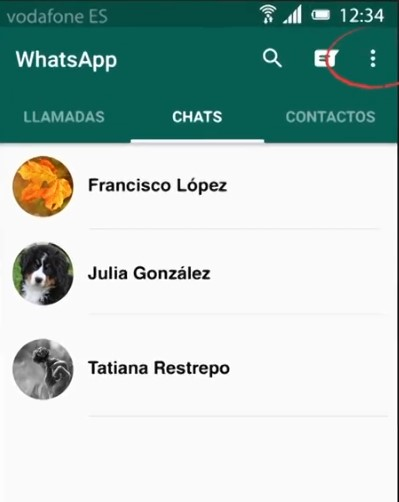 vodafone ES 12:34
WhatsApp
LLAMADAS CHATS CONTACTOS
Francisco López
Julia González
Tatiana Restrepo